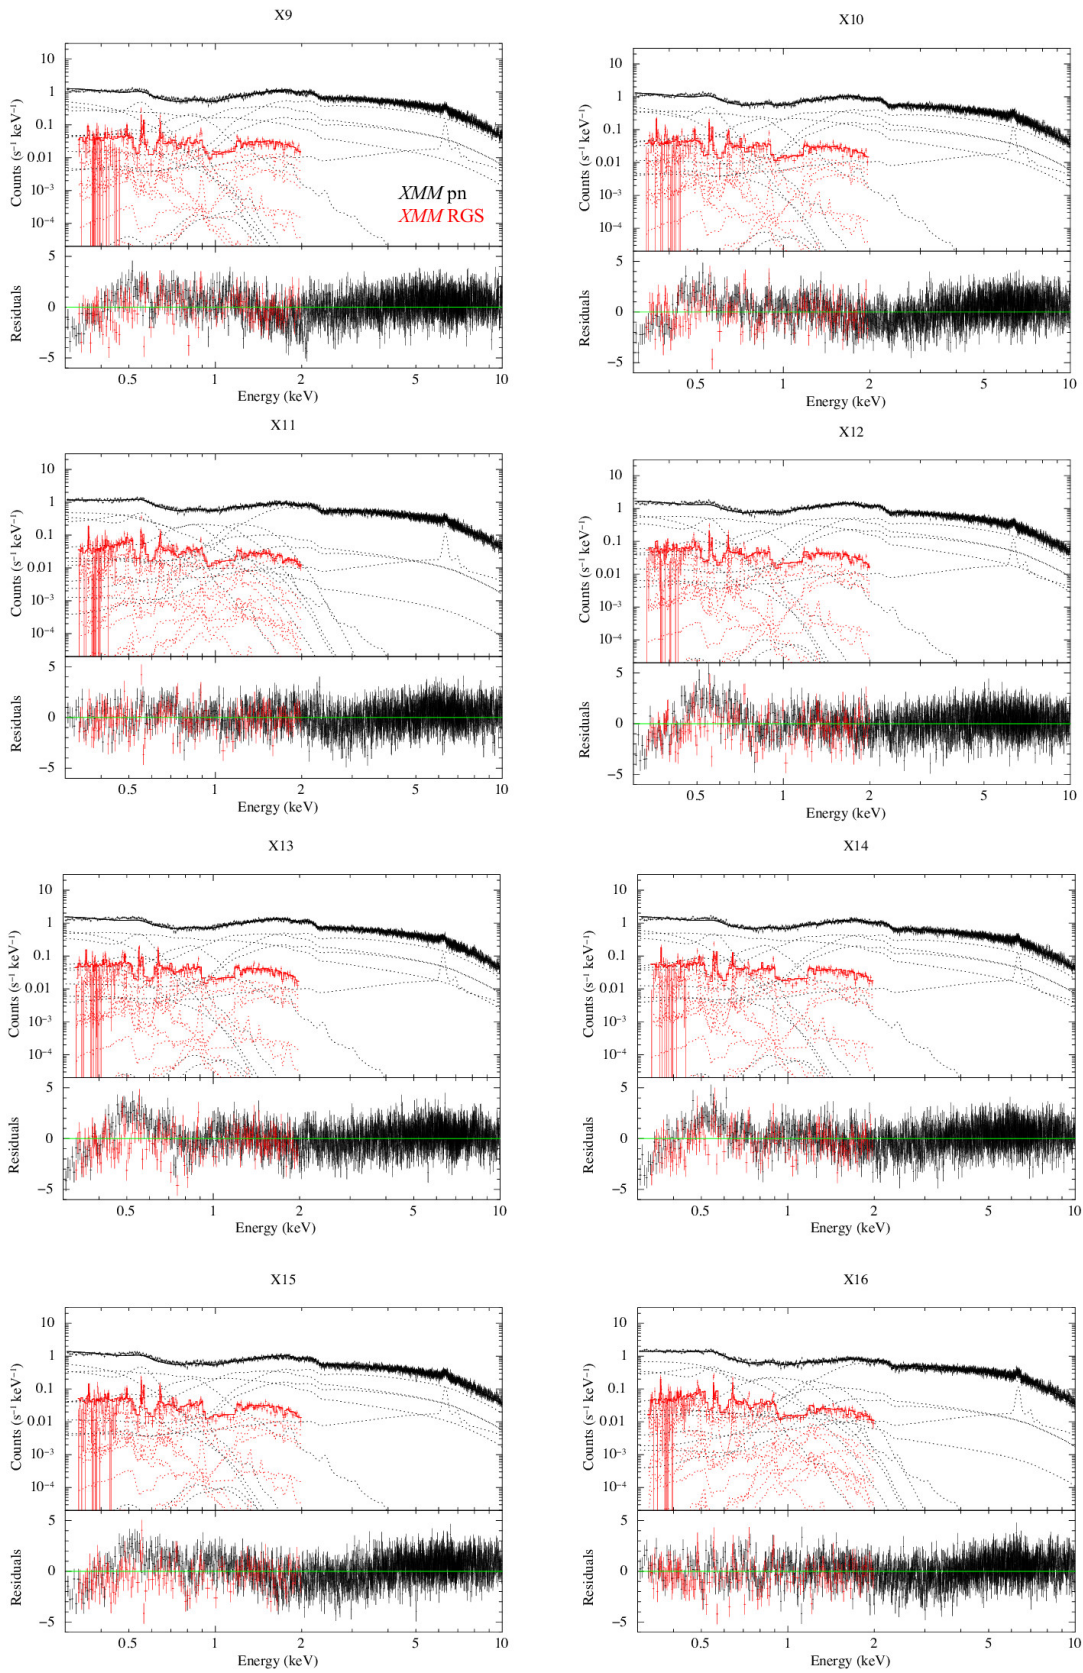 X9
10
1
0.1
0.01
10⁻³
10⁻⁴
Counts (s⁻¹ keV⁻¹)
XMM pn
XMM RGS
5
0
−5
Residuals
0.5 1 2 5 10
Energy (keV)
X10
10
1
0.1
0.01
10⁻³
10⁻⁴
Counts (s⁻¹ keV⁻¹)
5
0
−5
Residuals
0.5 1 2 5 10
Energy (keV)
X11
10
1
0.1
0.01
10⁻³
10⁻⁴
Counts (s⁻¹ keV⁻¹)
5
0
−5
Residuals
0.5 1 2 5 10
Energy (keV)
X12
10
1
0.1
0.01
10⁻³
10⁻⁴
Counts (s⁻¹ keV⁻¹)
5
0
−5
Residuals
0.5 1 2 5 10
Energy (keV)
X13
10
1
0.1
0.01
10⁻³
10⁻⁴
Counts (s⁻¹ keV⁻¹)
5
0
−5
Residuals
0.5 1 2 5 10
Energy (keV)
X14
10
1
0.1
0.01
10⁻³
10⁻⁴
Counts (s⁻¹ keV⁻¹)
5
0
−5
Residuals
0.5 1 2 5 10
Energy (keV)
X15
10
1
0.1
0.01
10⁻³
10⁻⁴
Counts (s⁻¹ keV⁻¹)
5
0
−5
Residuals
0.5 1 2 5 10
Energy (keV)
X16
10
1
0.1
0.01
10⁻³
10⁻⁴
Counts (s⁻¹ keV⁻¹)
5
0
−5
Residuals
0.5 1 2 5 10
Energy (keV)